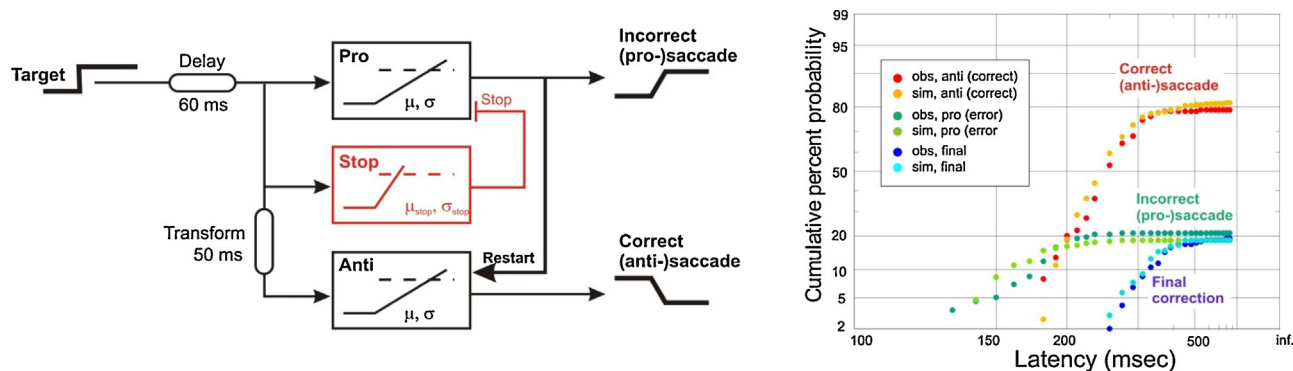 Target
Delay
60 ms
Pro
μ, σ
Stop
Incorrect
(pro-)saccade
Stop
μstop, σstop
Transform
50 ms
Anti
μ, σ
Restart
Correct
(anti-)saccade
Cumulative percent probability
99
95
80
50
20
10
5
2
obs, anti (correct)
sim, anti (correct)
obs, pro (error)
sim, pro (error
obs, final
sim, final
Correct
(anti-)saccade
Incorrect
(pro-)saccade
Final
correction
100
150
200
500
inf.
Latency (msec)